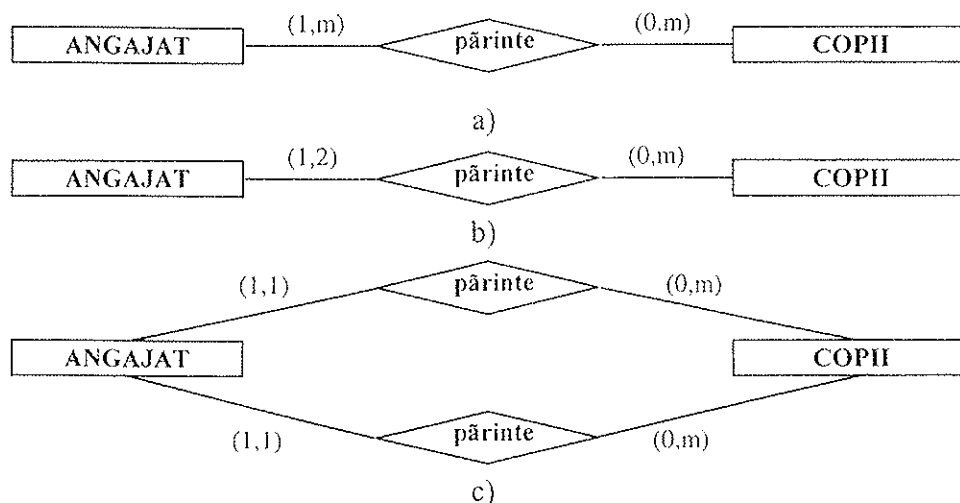 (1,m) (0.m)
ANGAJAT părinte COPII
a)
(1,2) (0,m)
ANGAJAT părinte COPII
b)
(1,1) părinte (0,m)
ANGAJAT COPII
(1,1) părinte (0,m)
c)